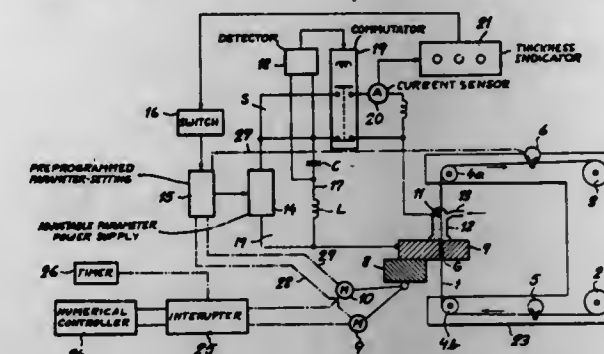 COMMUTATOR
DETECTOR
19
21
18
THICKNESS INDICATOR
S
A
CURRENT SENSOR
16
SWITCH
20
6
27
PREPROGRAMMED PARAMETER-SETTING
C
4a
15
17
11
13
3
14
L
12
ADJUSTABLE PARAMETER POWER SUPPLY
14
29
7
8
6
26
TIMER
28
M
10
1
5
2
NUMERICAL CONTROLLER
INTERRUPTER
M
4b
24
25
9
23